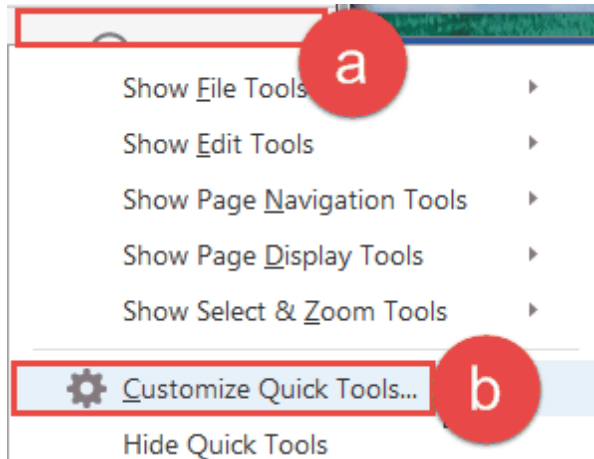 a
Show File Tools
Show Edit Tools
Show Page Navigation Tools
Show Page Display Tools
Show Select & Zoom Tools
Customize Quick Tools...
b
Hide Quick Tools